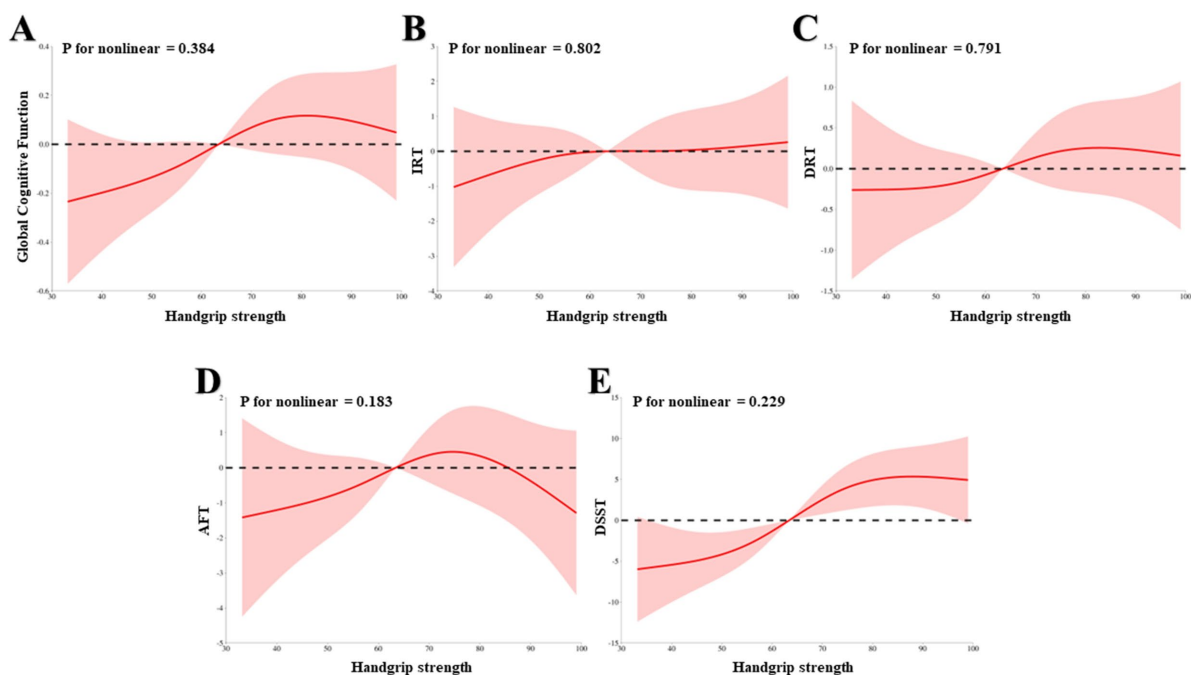 A
P for nonlinear = 0.384
Global Cognitive Function
0.4
0.2
0.0
-0.2
-0.4
-0.6
30 40 50 60 70 80 90 100
Handgrip strength
B
P for nonlinear = 0.802
IRT
3
2
1
0
-1
-2
-3
-4
30 40 50 60 70 80 90 100
Handgrip strength
C
P for nonlinear = 0.791
DRT
1.5
1.0
0.5
0.0
-0.5
-1.0
-1.5
30 40 50 60 70 80 90 100
Handgrip strength
D
P for nonlinear = 0.183
AFT
2
1
0
-1
-2
-3
-4
-5
30 40 50 60 70 80 90 100
Handgrip strength
E
P for nonlinear = 0.229
DSST
15
10
5
0
-5
-10
-15
30 40 50 60 70 80 90 100
Handgrip strength